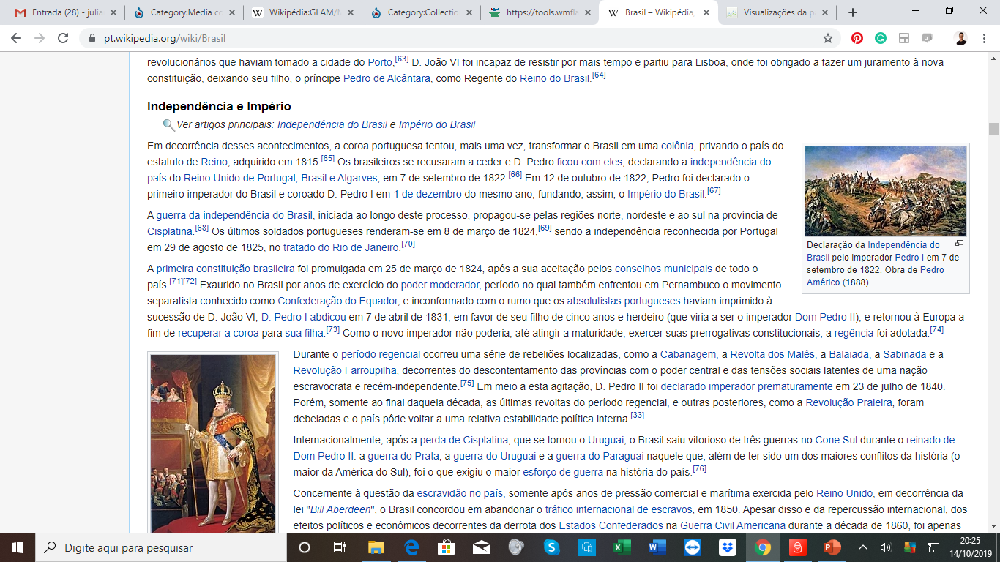 Entrada (28) - julia
Category:Media co
Wikipédia:GLAM/M
Category:Collectio
https://tools.wmfla
Brasil – Wikipédia,
Visualizações da p
pt.wikipedia.org/wiki/Brasil
revolucionários que haviam tomado a cidade do Porto,[63] D. João VI foi incapaz de resistir por mais tempo e partiu para Lisboa, onde foi obrigado a fazer um juramento à nova
constituição, deixando seu filho, o príncipe Pedro de Alcântara, como Regente do Reino do Brasil.[64]
Independência e Império
Ver artigos principais: Independência do Brasil e Império do Brasil
Em decorrência desses acontecimentos, a coroa portuguesa tentou, mais uma vez, transformar o Brasil em uma colônia, privando o país do
estatuto de Reino, adquirido em 1815.[65] Os brasileiros se recusaram a ceder e D. Pedro ficou com eles, declarando a independência do
país do Reino Unido de Portugal, Brasil e Algarves, em 7 de setembro de 1822.[66] Em 12 de outubro de 1822, Pedro foi declarado o
primeiro imperador do Brasil e coroado D. Pedro I em 1 de dezembro do mesmo ano, fundando, assim, o Império do Brasil.[67]
A guerra da independência do Brasil, iniciada ao longo deste processo, propagou-se pelas regiões norte, nordeste e ao sul na província de
Cisplatina.[68] Os últimos soldados portugueses renderam-se em 8 de março de 1824,[69] sendo a independência reconhecida por Portugal
em 29 de agosto de 1825, no tratado do Rio de Janeiro.[70]
Declaração da Independência do
Brasil pelo imperador Pedro I em 7 de
setembro de 1822. Obra de Pedro
Américo (1888)
A primeira constituição brasileira foi promulgada em 25 de março de 1824, após a sua aceitação pelos conselhos municipais de todo o
país.[71][72] Exaurido no Brasil por anos de exercício do poder moderador, período no qual também enfrentou em Pernambuco o movimento
separatista conhecido como Confederação do Equador, e inconformado com o rumo que os absolutistas portugueses haviam imprimido à
sucessão de D. João VI, D. Pedro I abdicou em 7 de abril de 1831, em favor de seu filho de cinco anos e herdeiro (que viria a ser o imperador Dom Pedro II), e retornou à Europa a
fim de recuperar a coroa para sua filha.[73] Como o novo imperador não poderia, até atingir a maturidade, exercer suas prerrogativas constitucionais, a regência foi adotada.[74]
Durante o período regencial ocorreu uma série de rebeliões localizadas, como a Cabanagem, a Revolta dos Malês, a Balaiada, a Sabinada e a
Revolução Farroupilha, decorrentes do descontentamento das províncias com o poder central e das tensões sociais latentes de uma nação
escravocrata e recém-independente.[75] Em meio a esta agitação, D. Pedro II foi declarado imperador prematuramente em 23 de julho de 1840.
Porém, somente ao final daquela década, as últimas revoltas do período regencial, e outras posteriores, como a Revolução Praieira, foram
debeladas e o país pôde voltar a uma relativa estabilidade política interna.[33]
Internacionalmente, após a perda de Cisplatina, que se tornou o Uruguai, o Brasil saiu vitorioso de três guerras no Cone Sul durante o reinado de
Dom Pedro II: a guerra do Prata, a guerra do Uruguai e a guerra do Paraguai naquele que, além de ter sido um dos maiores conflitos da história (o
maior da América do Sul), foi o que exigiu o maior esforço de guerra na história do país.[76]
Concernente à questão da escravidão no país, somente após anos de pressão comercial e marítima exercida pelo Reino Unido, em decorrência da
lei "Bill Aberdeen", o Brasil concordou em abandonar o tráfico internacional de escravos, em 1850. Apesar disso e da repercussão internacional, dos
efeitos políticos e econômicos decorrentes da derrota dos Estados Confederados na Guerra Civil Americana durante a década de 1860, foi apenas
Digite aqui para pesquisar
20:25
14/10/2019